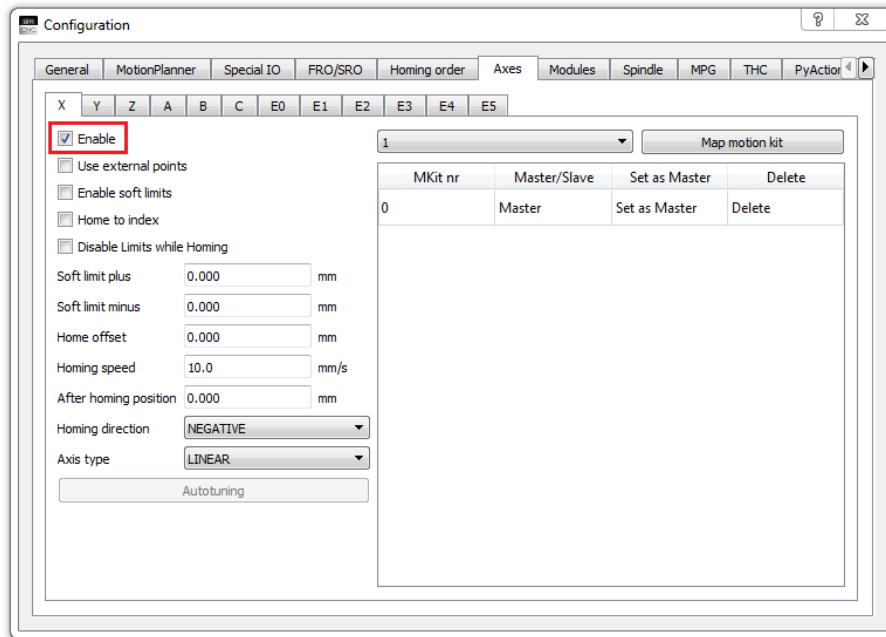 Configuration
General MotionPlanner Special IO FRO/SRO Homing order Axes Modules Spindle MPG THC PyAction
X Y Z A B C E0 E1 E2 E3 E4 E5
Enable
1 Map motion kit
Use external points
MKit nr Master/Slave Set as Master Delete
Enable soft limits
0 Master Set as Master Delete
Home to index
Disable Limits while Homing
Soft limit plus 0.000 mm
Soft limit minus 0.000 mm
Home offset 0.000 mm
Homing speed 10.0 mm/s
After homing position 0.000 mm
Homing direction NEGATIVE
Axis type LINEAR
Autotuning